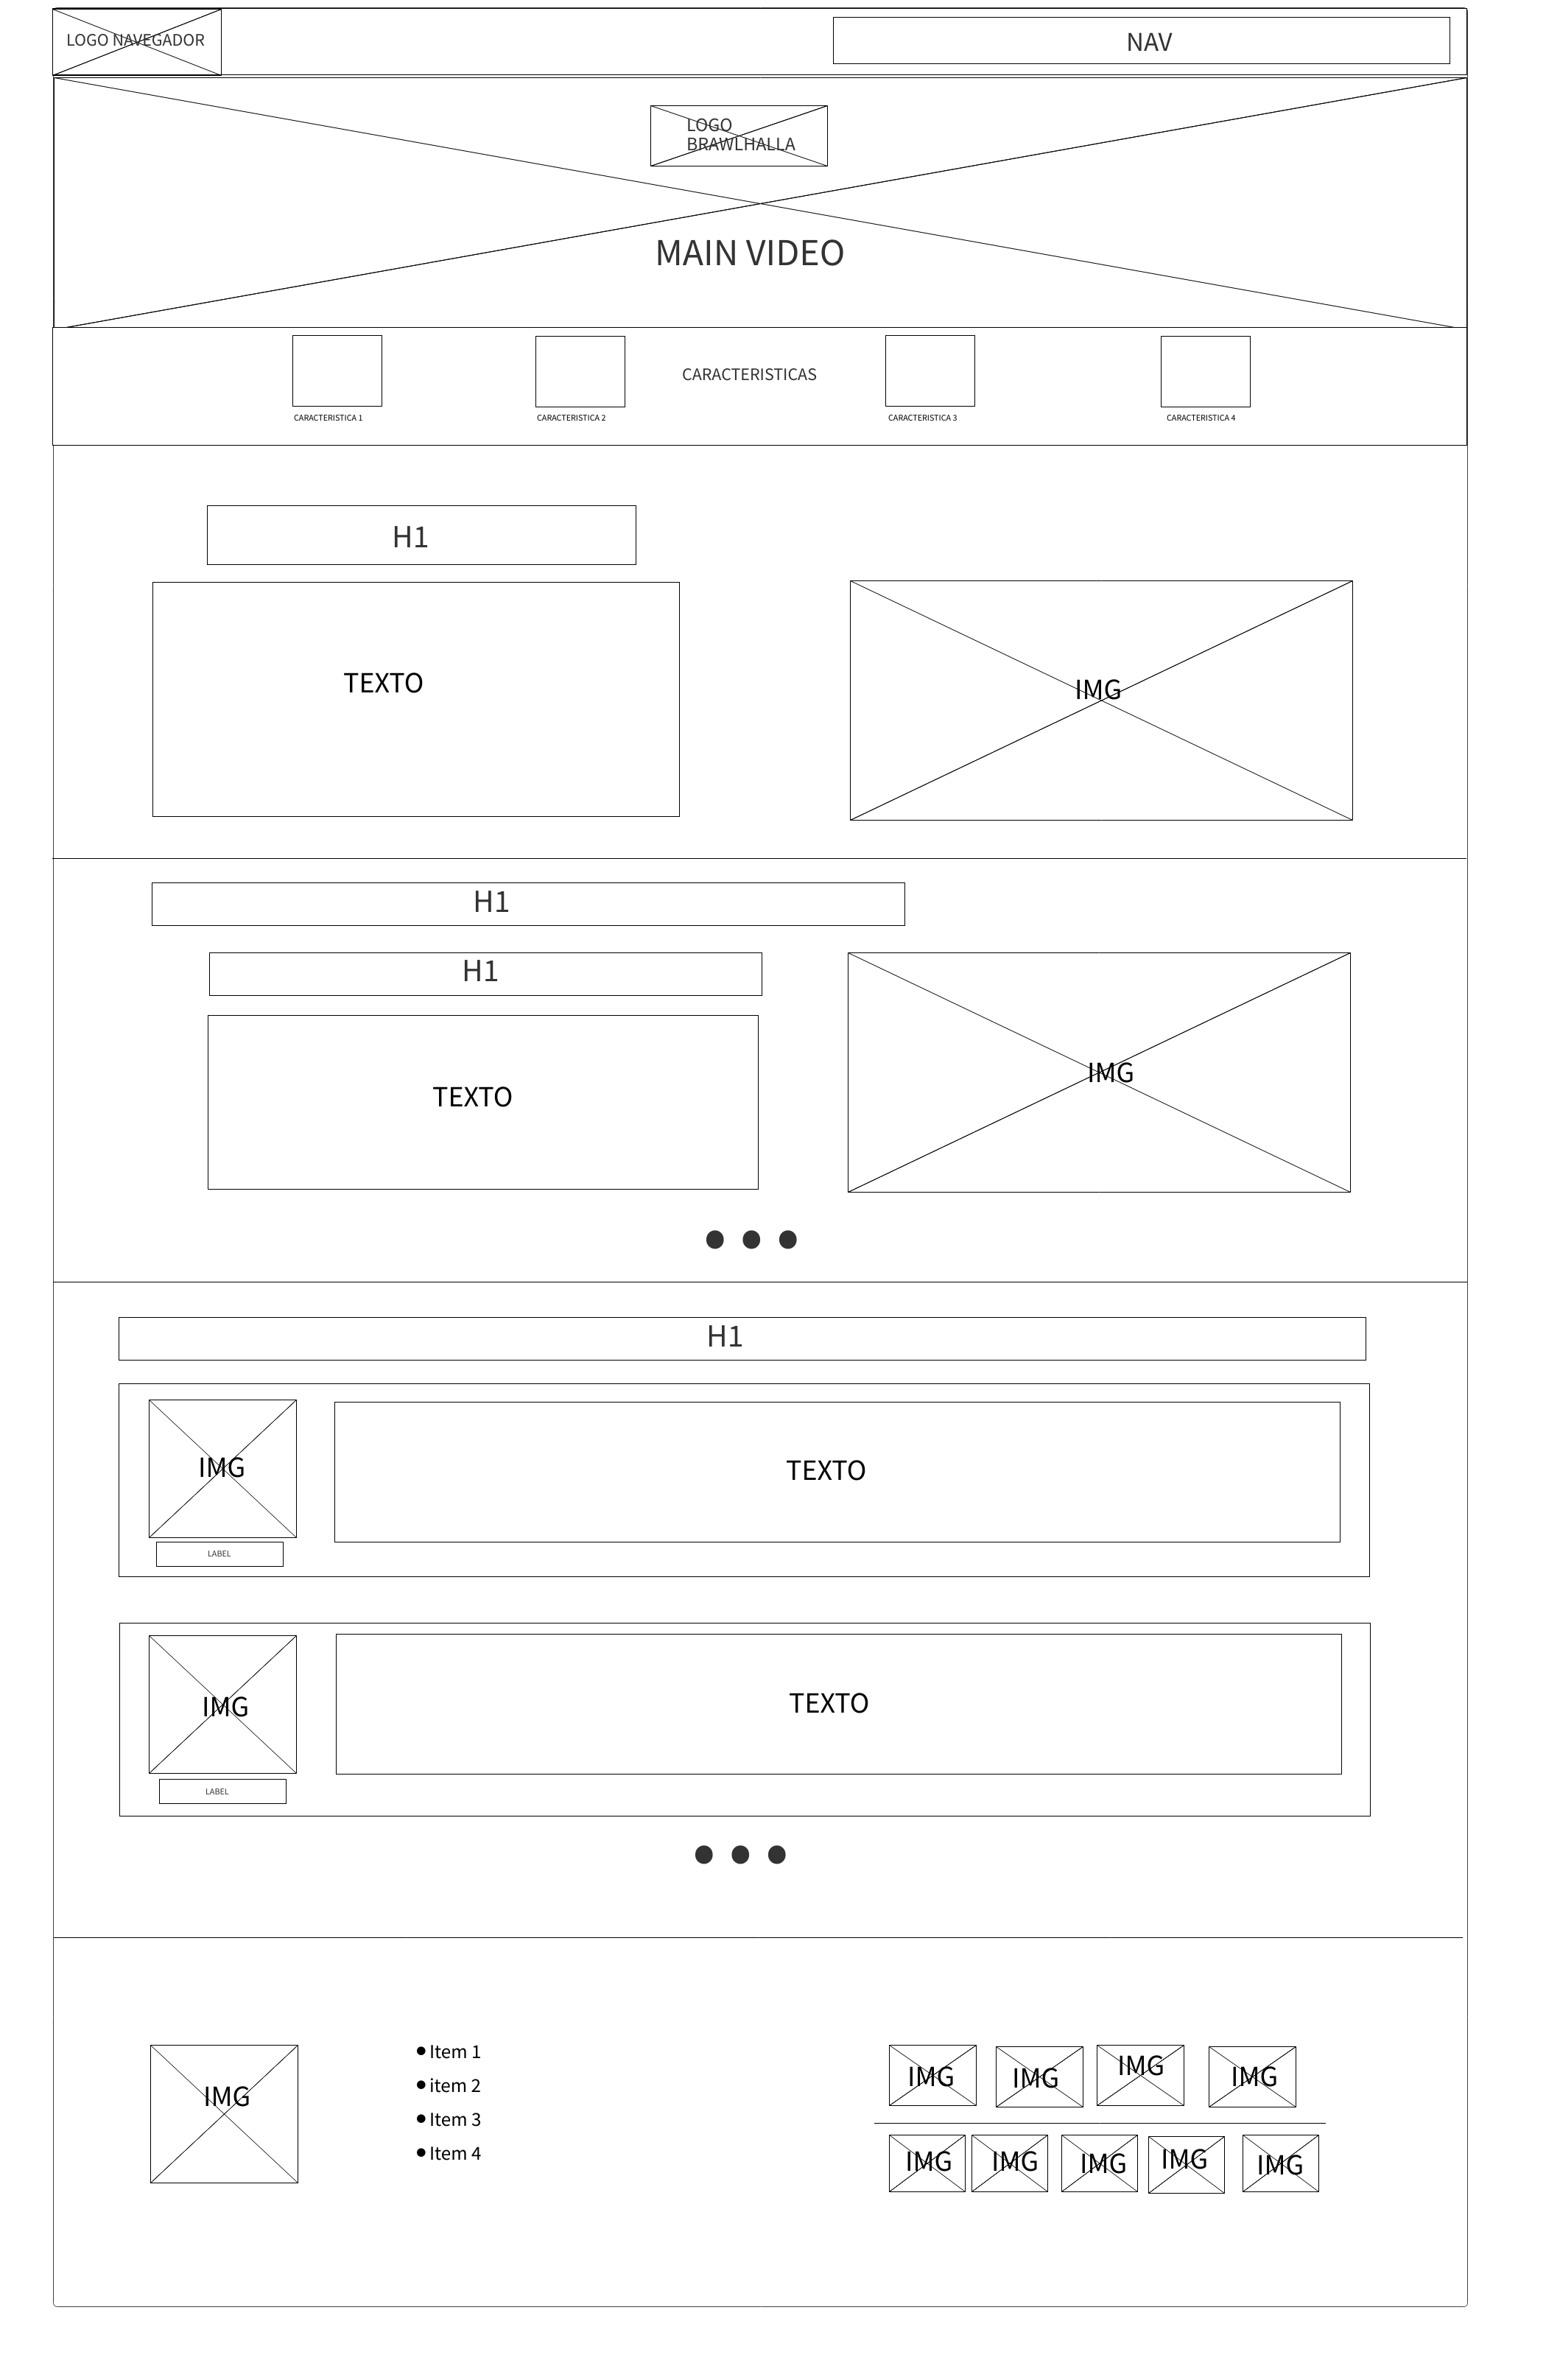 LOGO NAVEGADOR
NAV
LOGO
BRAWLHALLA
MAIN VIDEO
CARACTERISTICAS
CARACTERISTICA 1
CARACTERISTICA 2
CARACTERISTICA 3
CARACTERISTICA 4
H1
TEXTO
IMG
H1
H1
TEXTO
IMG
H1
IMG
TEXTO
LABEL
IMG
TEXTO
LABEL
IMG
Item 1
item 2
Item 3
Item 4
IMG
IMG
IMG
IMG
IMG
IMG
IMG
IMG
IMG